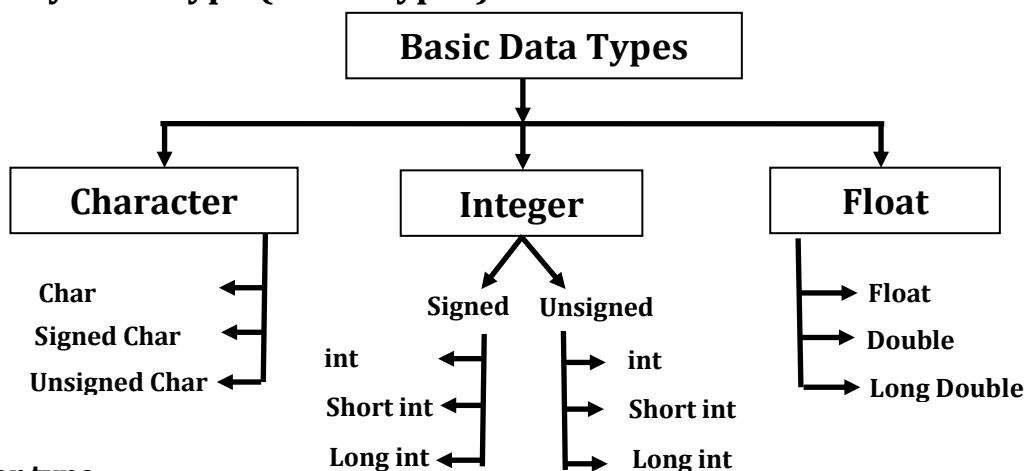 Basic Data Types
Character
Integer
Float
Char
Signed Char
Unsigned Char
Signed Unsigned
int
Short int
Long int
int
Short int
Long int
Float
Double
Long Double